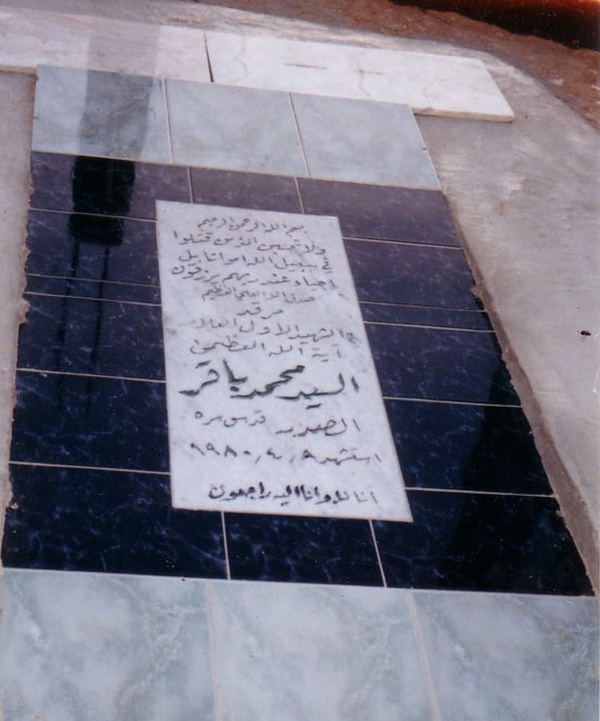 بسم الله الرحمن الرحيم
ولا تحسبن الذين قتلوا
في سبيل الله امواتا بل
احياء عند ربهم يرزقون
صدق الله العلي العظيم
مرقد
الشهيد الاول العلامة
آية الله العظمى
السيد محمد باقر
الصدر قدس سره
استشهد ٩/٤/١٩٨٠
انا لله وانا اليه راجعون